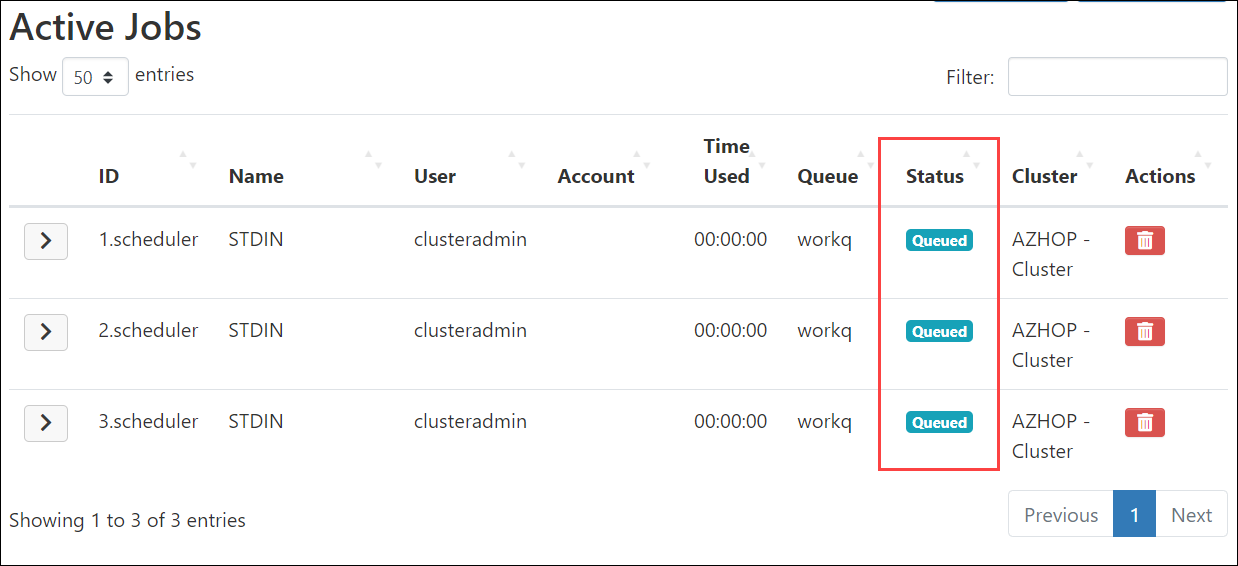 Active Jobs
Show 50 entries
Filter:
ID Name User Account Time Used Queue Status Cluster Actions
1.scheduler STDIN clusteradmin 00:00:00 workq Queued AZHOP -
Cluster
2.scheduler STDIN clusteradmin 00:00:00 workq Queued AZHOP -
Cluster
3.scheduler STDIN clusteradmin 00:00:00 workq Queued AZHOP -
Cluster
Showing 1 to 3 of 3 entries
Previous 1 Next